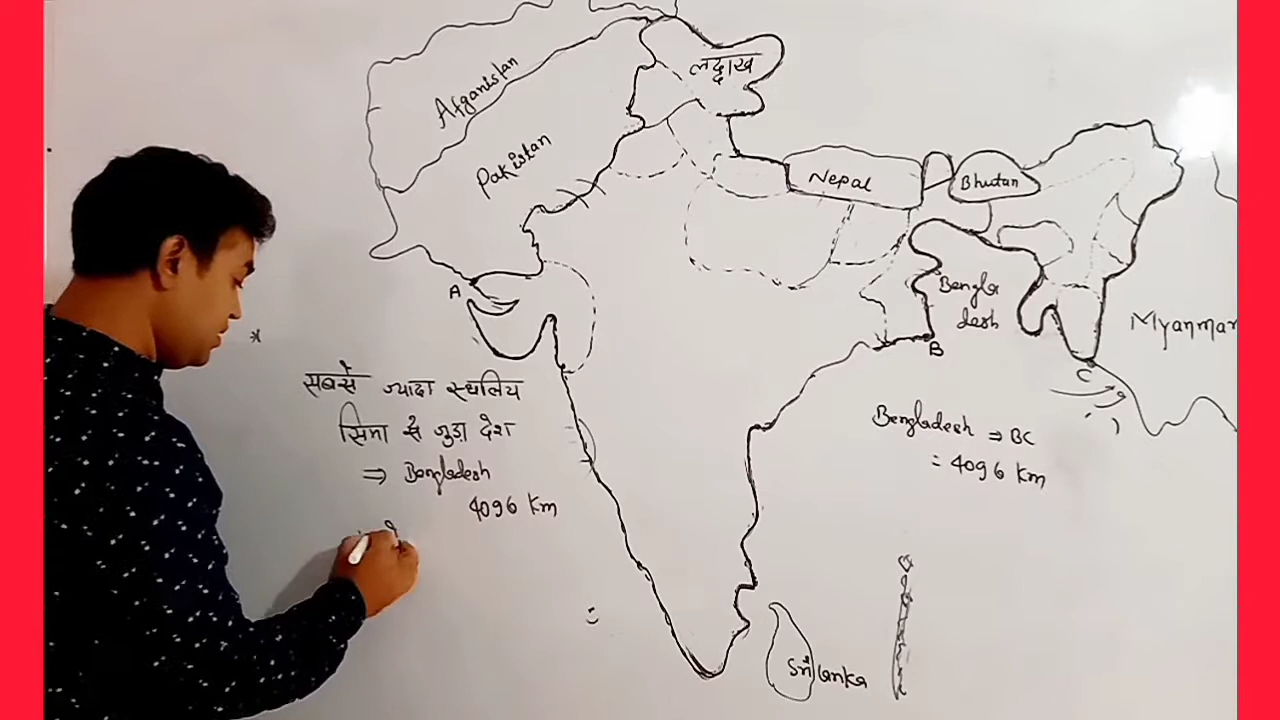 लद्दाख
Afganistan
Pakistan
Nepal
Bhutan
A
Bengla
desh
Myanmar
B
C
सबसे ज्यादा स्थलिय
सिमा से जुड़ा देश
⇒ Bangladesh
4096 Km
Bengladesh ⇒ BC
= 4096 Km
Srilanka